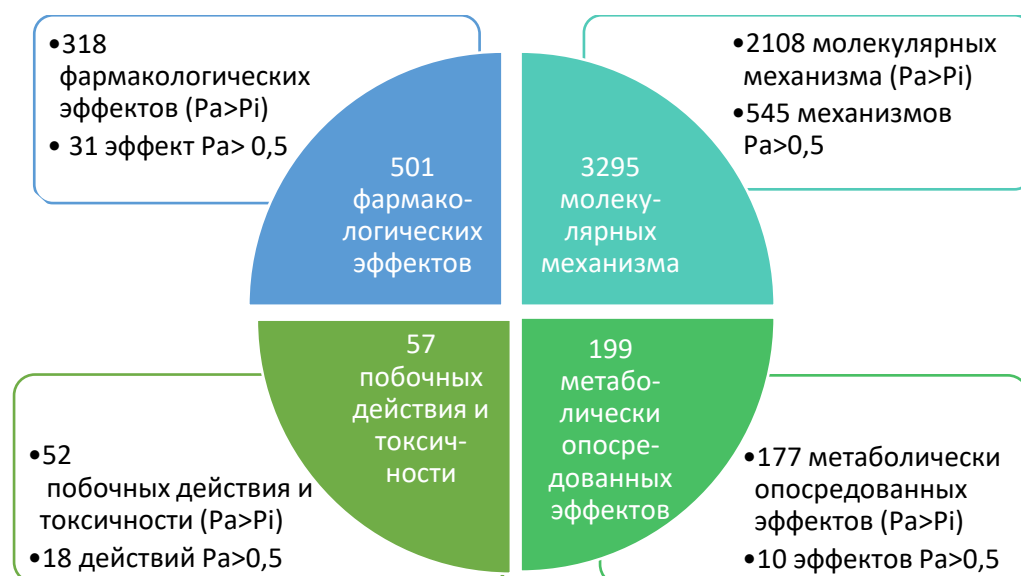 •318
фармакологических
эффектов (Pa>Pi)
• 31 эффект Pa> 0,5
•2108 молекулярных
механизма (Pa>Pi)
•545 механизмов
Pa>0,5
501
фармако-
логических
эффектов
3295
молеку-
лярных
механизма
57
побочных
действия и
токсич-
ности
199
метабо-
лически
опосре-
дованных
эффектов
•52
побочных действия и
токсичности (Pa>Pi)
•18 действий Pa>0,5
•177 метаболически
опосредованных
эффектов (Pa>Pi)
•10 эффектов Pa>0,5